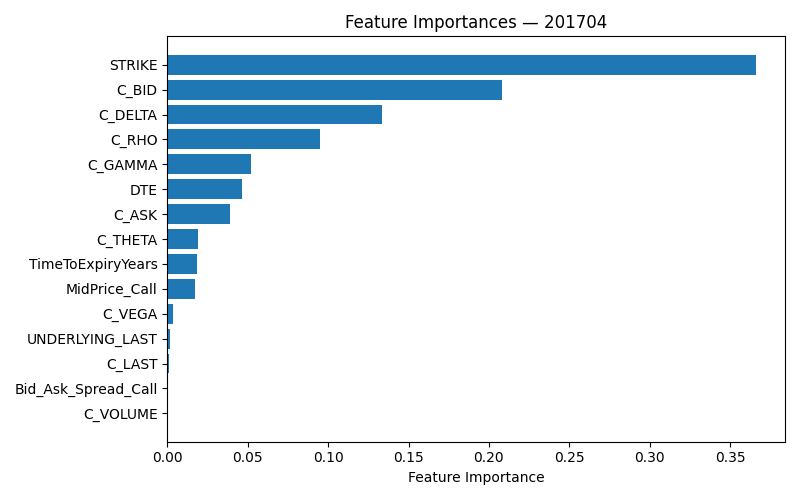 Feature Importances — 201704
STRIKE
C_BID
C_DELTA
C_RHO
C_GAMMA
DTE
C_ASK
C_THETA
TimeToExpiryYears
MidPrice_Call
C_VEGA
UNDERLYING_LAST
C_LAST
Bid_Ask_Spread_Call
C_VOLUME
0.00 0.05 0.10 0.15 0.20 0.25 0.30 0.35
Feature Importance